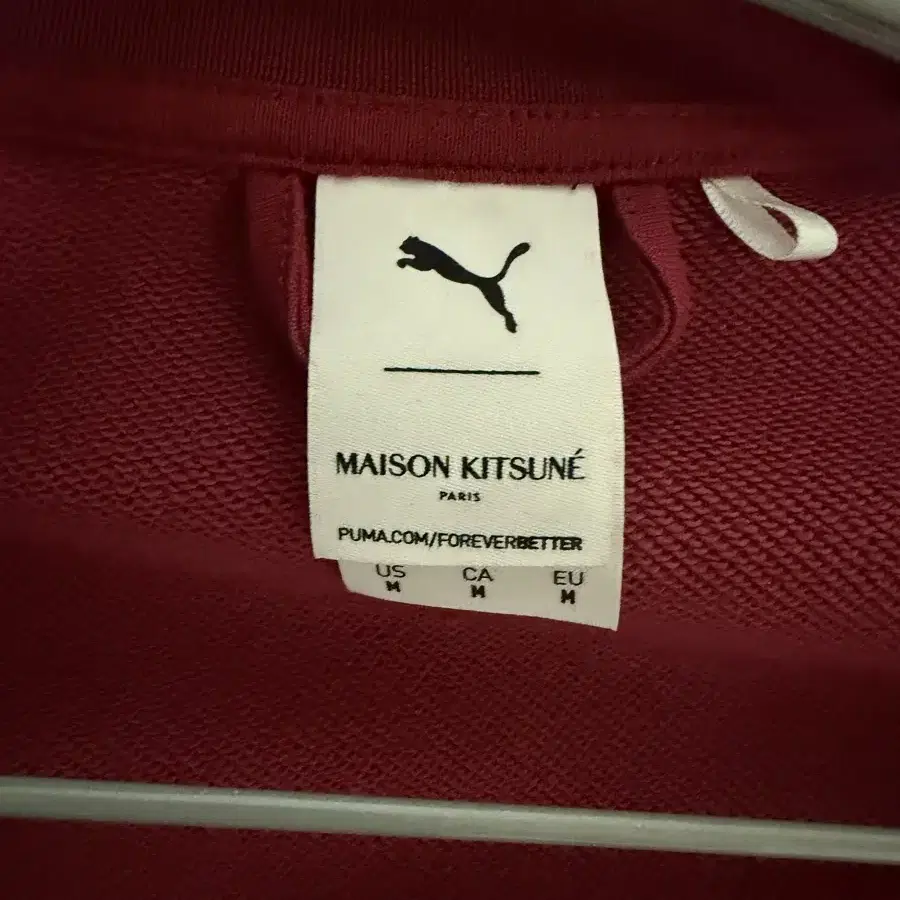 MAISON KITSUNÉ
PARIS
PUMA.COM/FOREVERBETTER
US CA EU
M M M